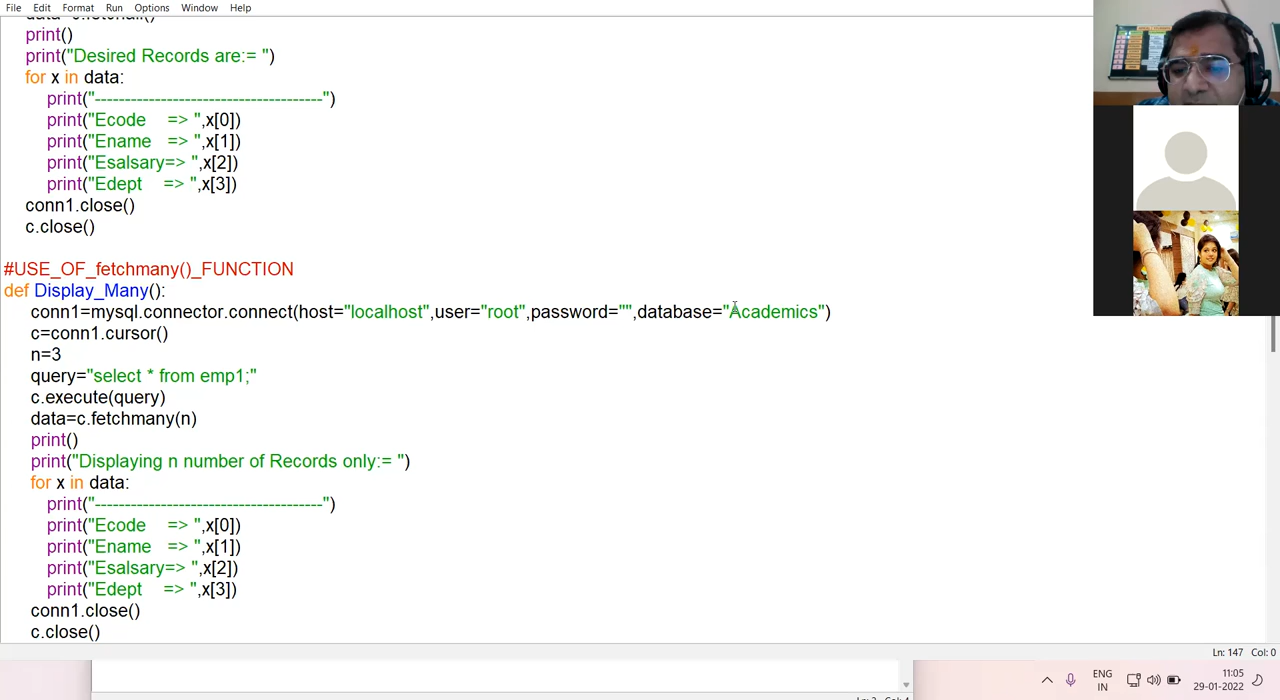 File Edit Format Run Options Window Help
data=c.fetchall()
print()
print("Desired Records are:= ")
for x in data:
print("--------------------------------------")
print("Ecode => ",x[0])
print("Ename => ",x[1])
print("Esalsary=> ",x[2])
print("Edept => ",x[3])
conn1.close()
c.close()
#USE_OF_fetchmany()_FUNCTION
def Display_Many():
conn1=mysql.connector.connect(host="localhost",user="root",password="",database="Academics")
c=conn1.cursor()
n=3
query="select * from emp1;"
c.execute(query)
data=c.fetchmany(n)
print()
print("Displaying n number of Records only:= ")
for x in data:
print("--------------------------------------")
print("Ecode => ",x[0])
print("Ename => ",x[1])
print("Esalsary=> ",x[2])
print("Edept => ",x[3])
conn1.close()
c.close()
Ln: 147 Col: 0
ENG
IN
11:05
29-01-2022